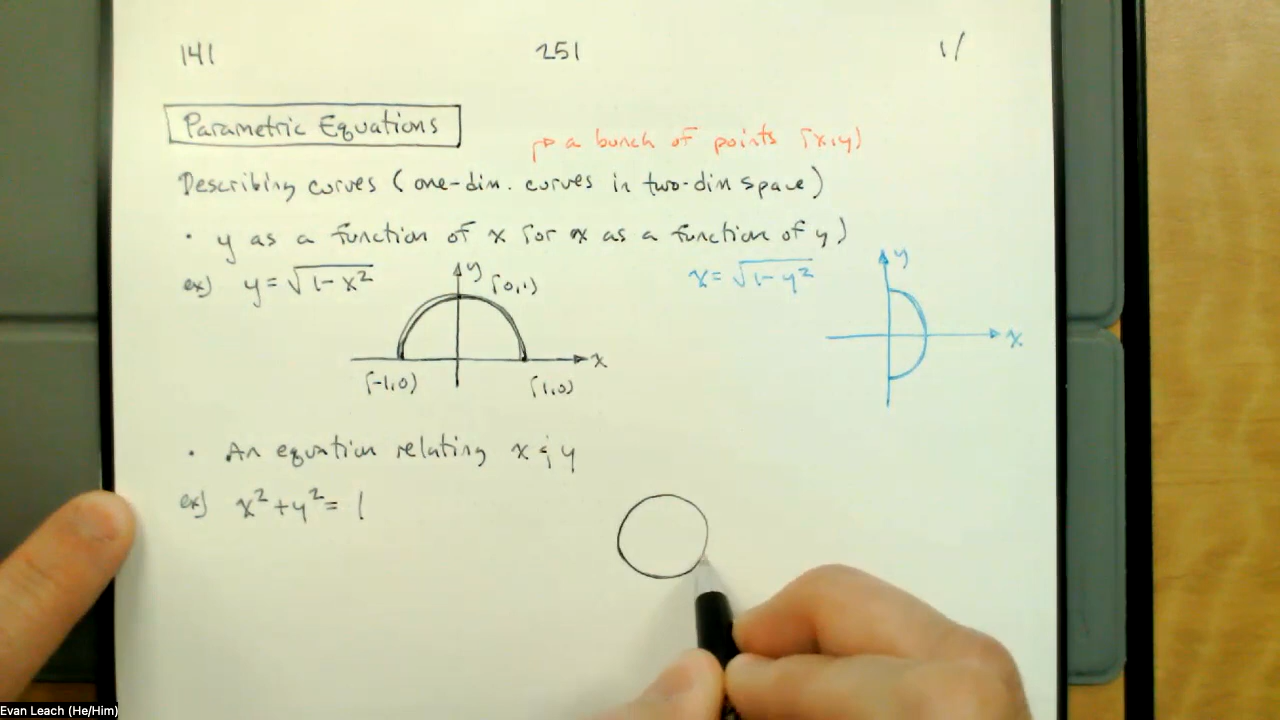 141 251 1/
Parametric Equations
→ a bunch of points (x,y)
Describing curves (one-dim. curves in two-dim space)
• y as a function of x (or x as a function of y)
ex) y = √1-x² y (0,1) x = √1-y² y
x x
(-1,0) (1,0)
• An equation relating x & y
ex) x² + y² = 1
Evan Leach (He/Him)